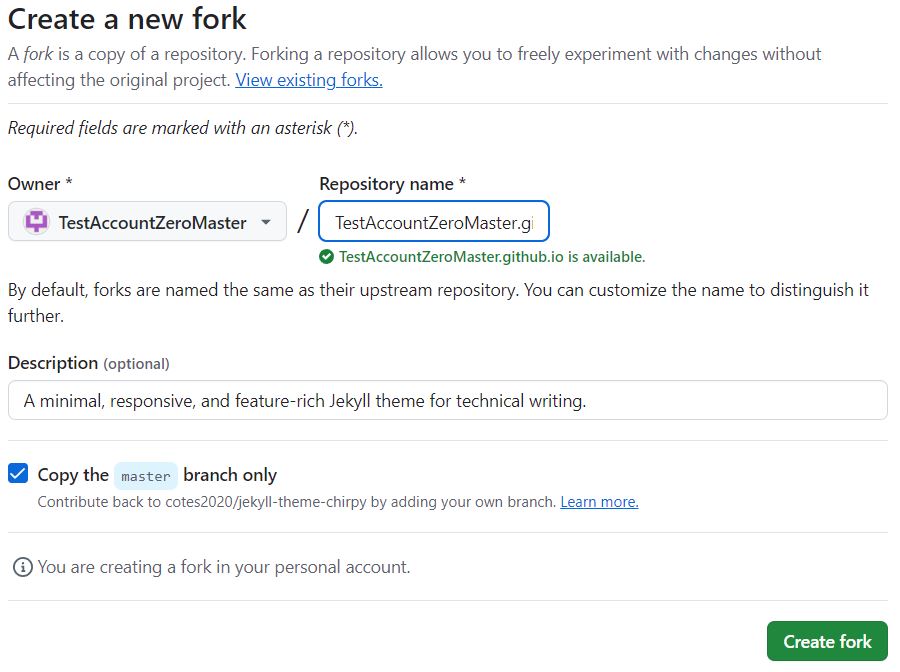 Create a new fork
A fork is a copy of a repository. Forking a repository allows you to freely experiment with changes without
affecting the original project. View existing forks.
Required fields are marked with an asterisk (*).
Owner * Repository name *
TestAccountZeroMaster / TestAccountZeroMaster.gi
TestAccountZeroMaster.github.io is available.
By default, forks are named the same as their upstream repository. You can customize the name to distinguish it
further.
Description (optional)
A minimal, responsive, and feature-rich Jekyll theme for technical writing.
Copy the master branch only
Contribute back to cotes2020/jekyll-theme-chirpy by adding your own branch. Learn more.
You are creating a fork in your personal account.
Create fork